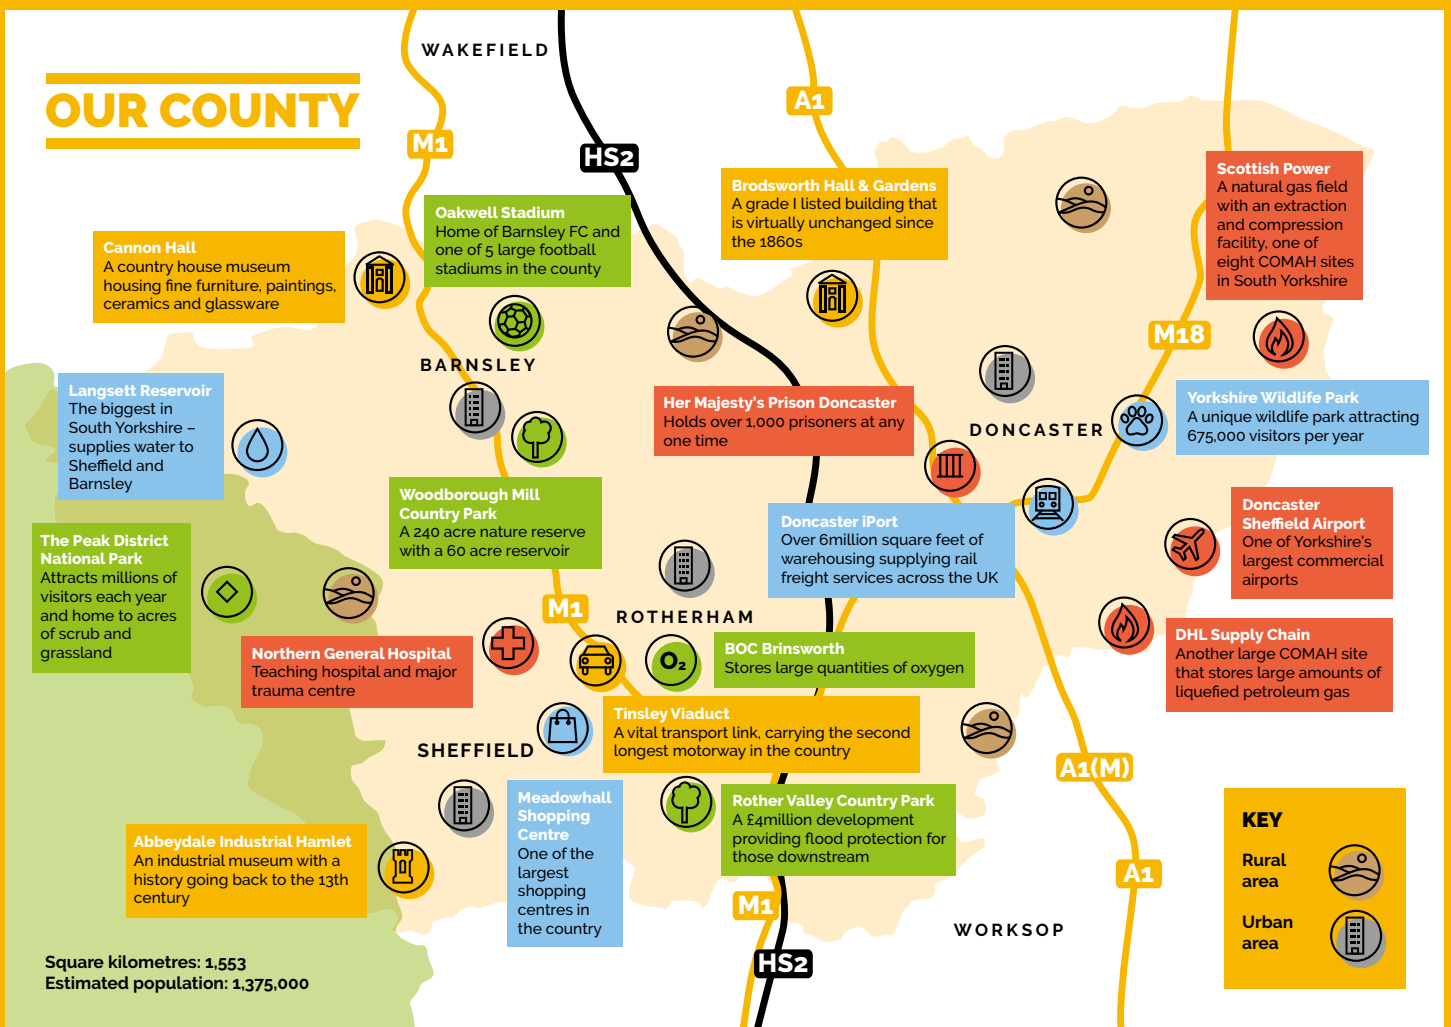 WAKEFIELD
OUR COUNTY
A1
M1
HS2
Scottish Power
A natural gas field
with an extraction
and compression
facility, one of
eight COMAH sites
in South Yorkshire
Brodsworth Hall & Gardens
A grade I listed building that
is virtually unchanged since
the 1860s
Oakwell Stadium
Home of Barnsley FC and
one of 5 large football
stadiums in the county
Cannon Hall
A country house museum
housing fine furniture, paintings,
ceramics and glassware
M18
BARNSLEY
Langsett Reservoir
The biggest in
South Yorkshire –
supplies water to
Sheffield and
Barnsley
Her Majesty's Prison Doncaster
Holds over 1,000 prisoners at any
one time
DONCASTER
Yorkshire Wildlife Park
A unique wildlife park attracting
675,000 visitors per year
Woodborough Mill
Country Park
A 240 acre nature reserve
with a 60 acre reservoir
Doncaster iPort
Over 6million square feet of
warehousing supplying rail
freight services across the UK
Doncaster
Sheffield Airport
One of Yorkshire's
largest commercial
airports
The Peak District
National Park
Attracts millions of
visitors each year
and home to acres
of scrub and
grassland
M1
ROTHERHAM
Northern General Hospital
Teaching hospital and major
trauma centre
O2
BOC Brinsworth
Stores large quantities of oxygen
DHL Supply Chain
Another large COMAH site
that stores large amounts of
liquefied petroleum gas
Tinsley Viaduct
A vital transport link, carrying the second
longest motorway in the country
SHEFFIELD
A1(M)
Meadowhall
Shopping
Centre
One of the
largest
shopping
centres in
the country
Rother Valley Country Park
A £4million development
providing flood protection for
those downstream
Abbeydale Industrial Hamlet
An industrial museum with a
history going back to the 13th
century
A1
M1
WORKSOP
HS2
KEY
Rural
area
Urban
area
Square kilometres: 1,553
Estimated population: 1,375,000